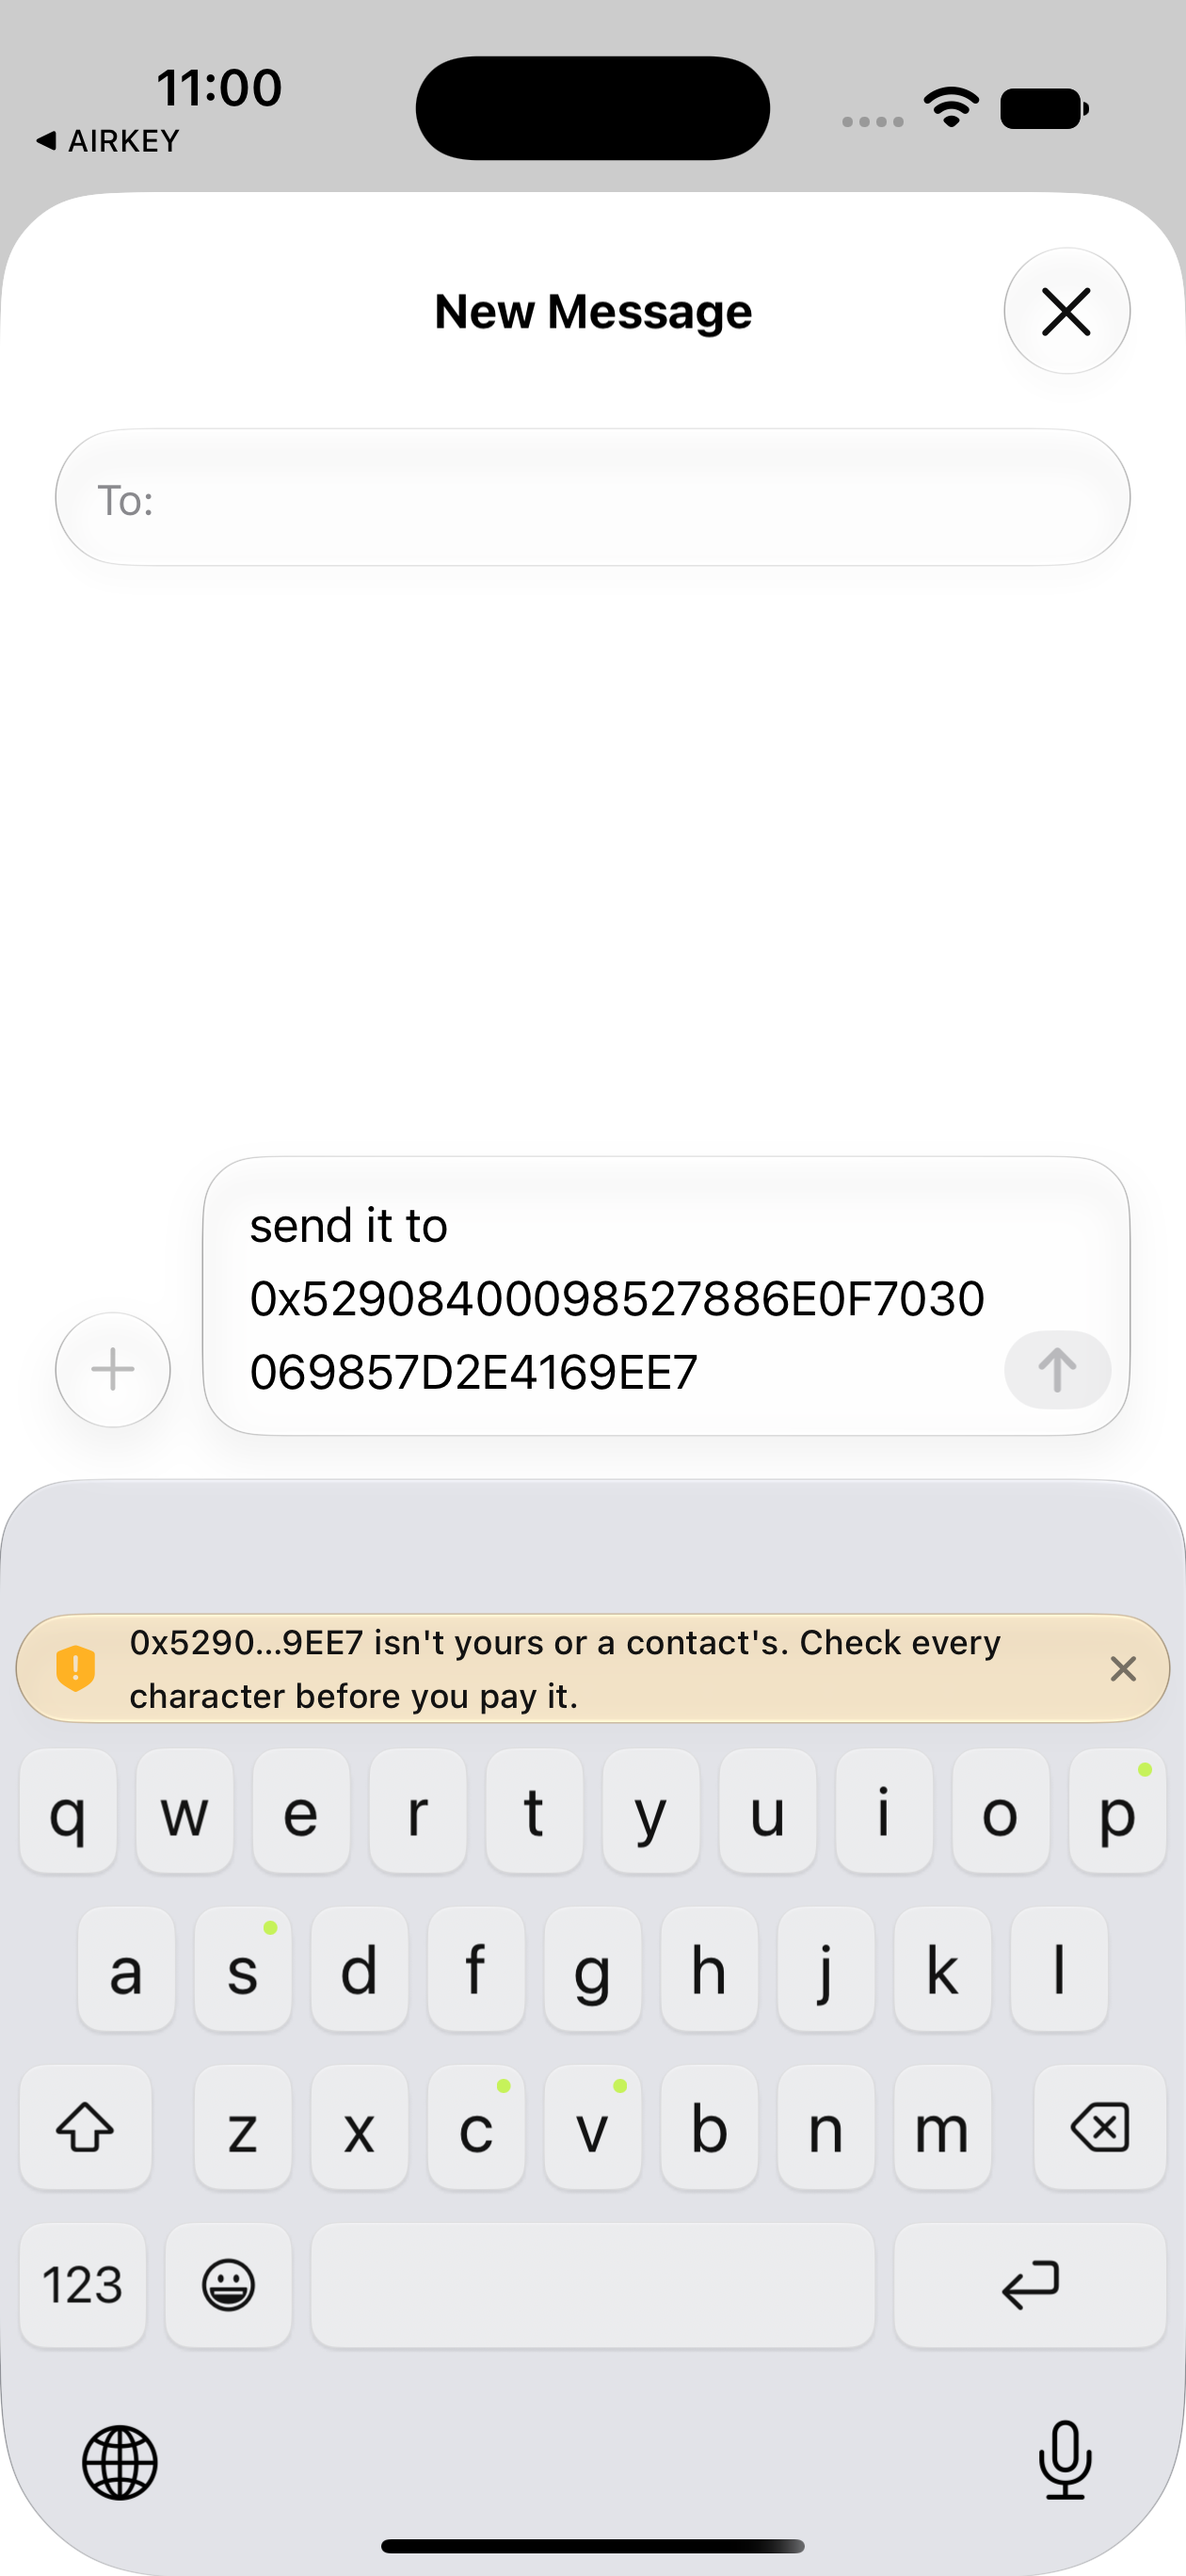 11:00
AIRKEY
New Message
To:
send it to
0x52908400098527886E0F7030
069857D2E4169EE7
0x5290...9EE7 isn't yours or a contact's. Check every
character before you pay it.
q w e r t y u i o p
a s d f g h j k l
z x c v b n m
123